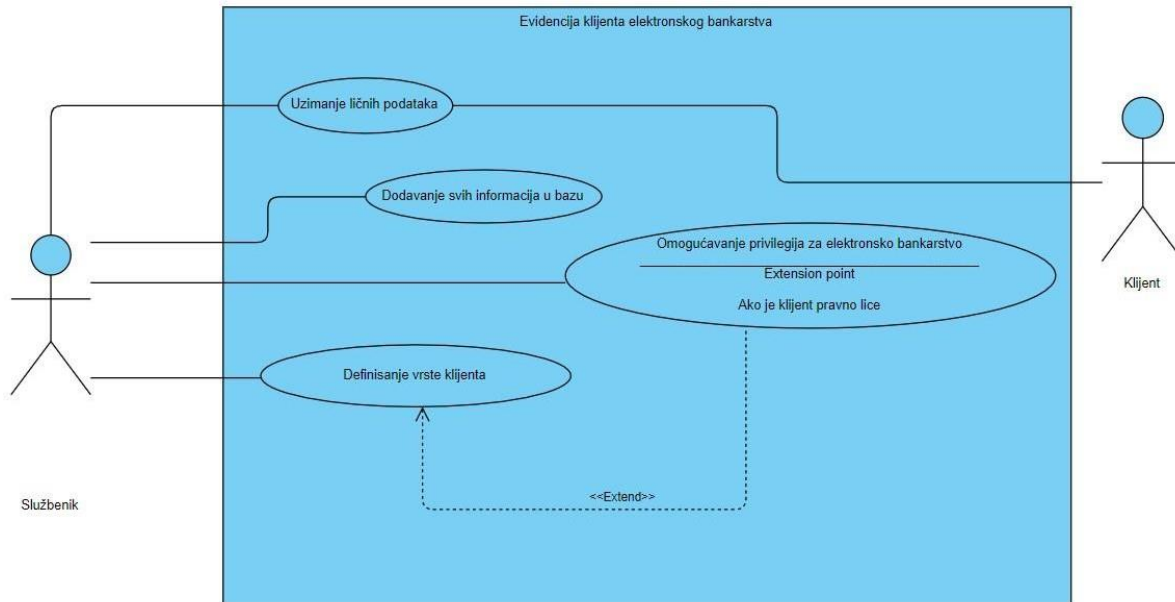 Evidencija klijenta elektronskog bankarstva
Uzimanje ličnih podataka
Dodavanje svih informacija u bazu
Omogućavanje privilegija za elektronsko bankarstvo
Extension point
Ako je klijent pravno lice
Klijent
Definisanje vrste klijenta
<<Extend>>
Službenik